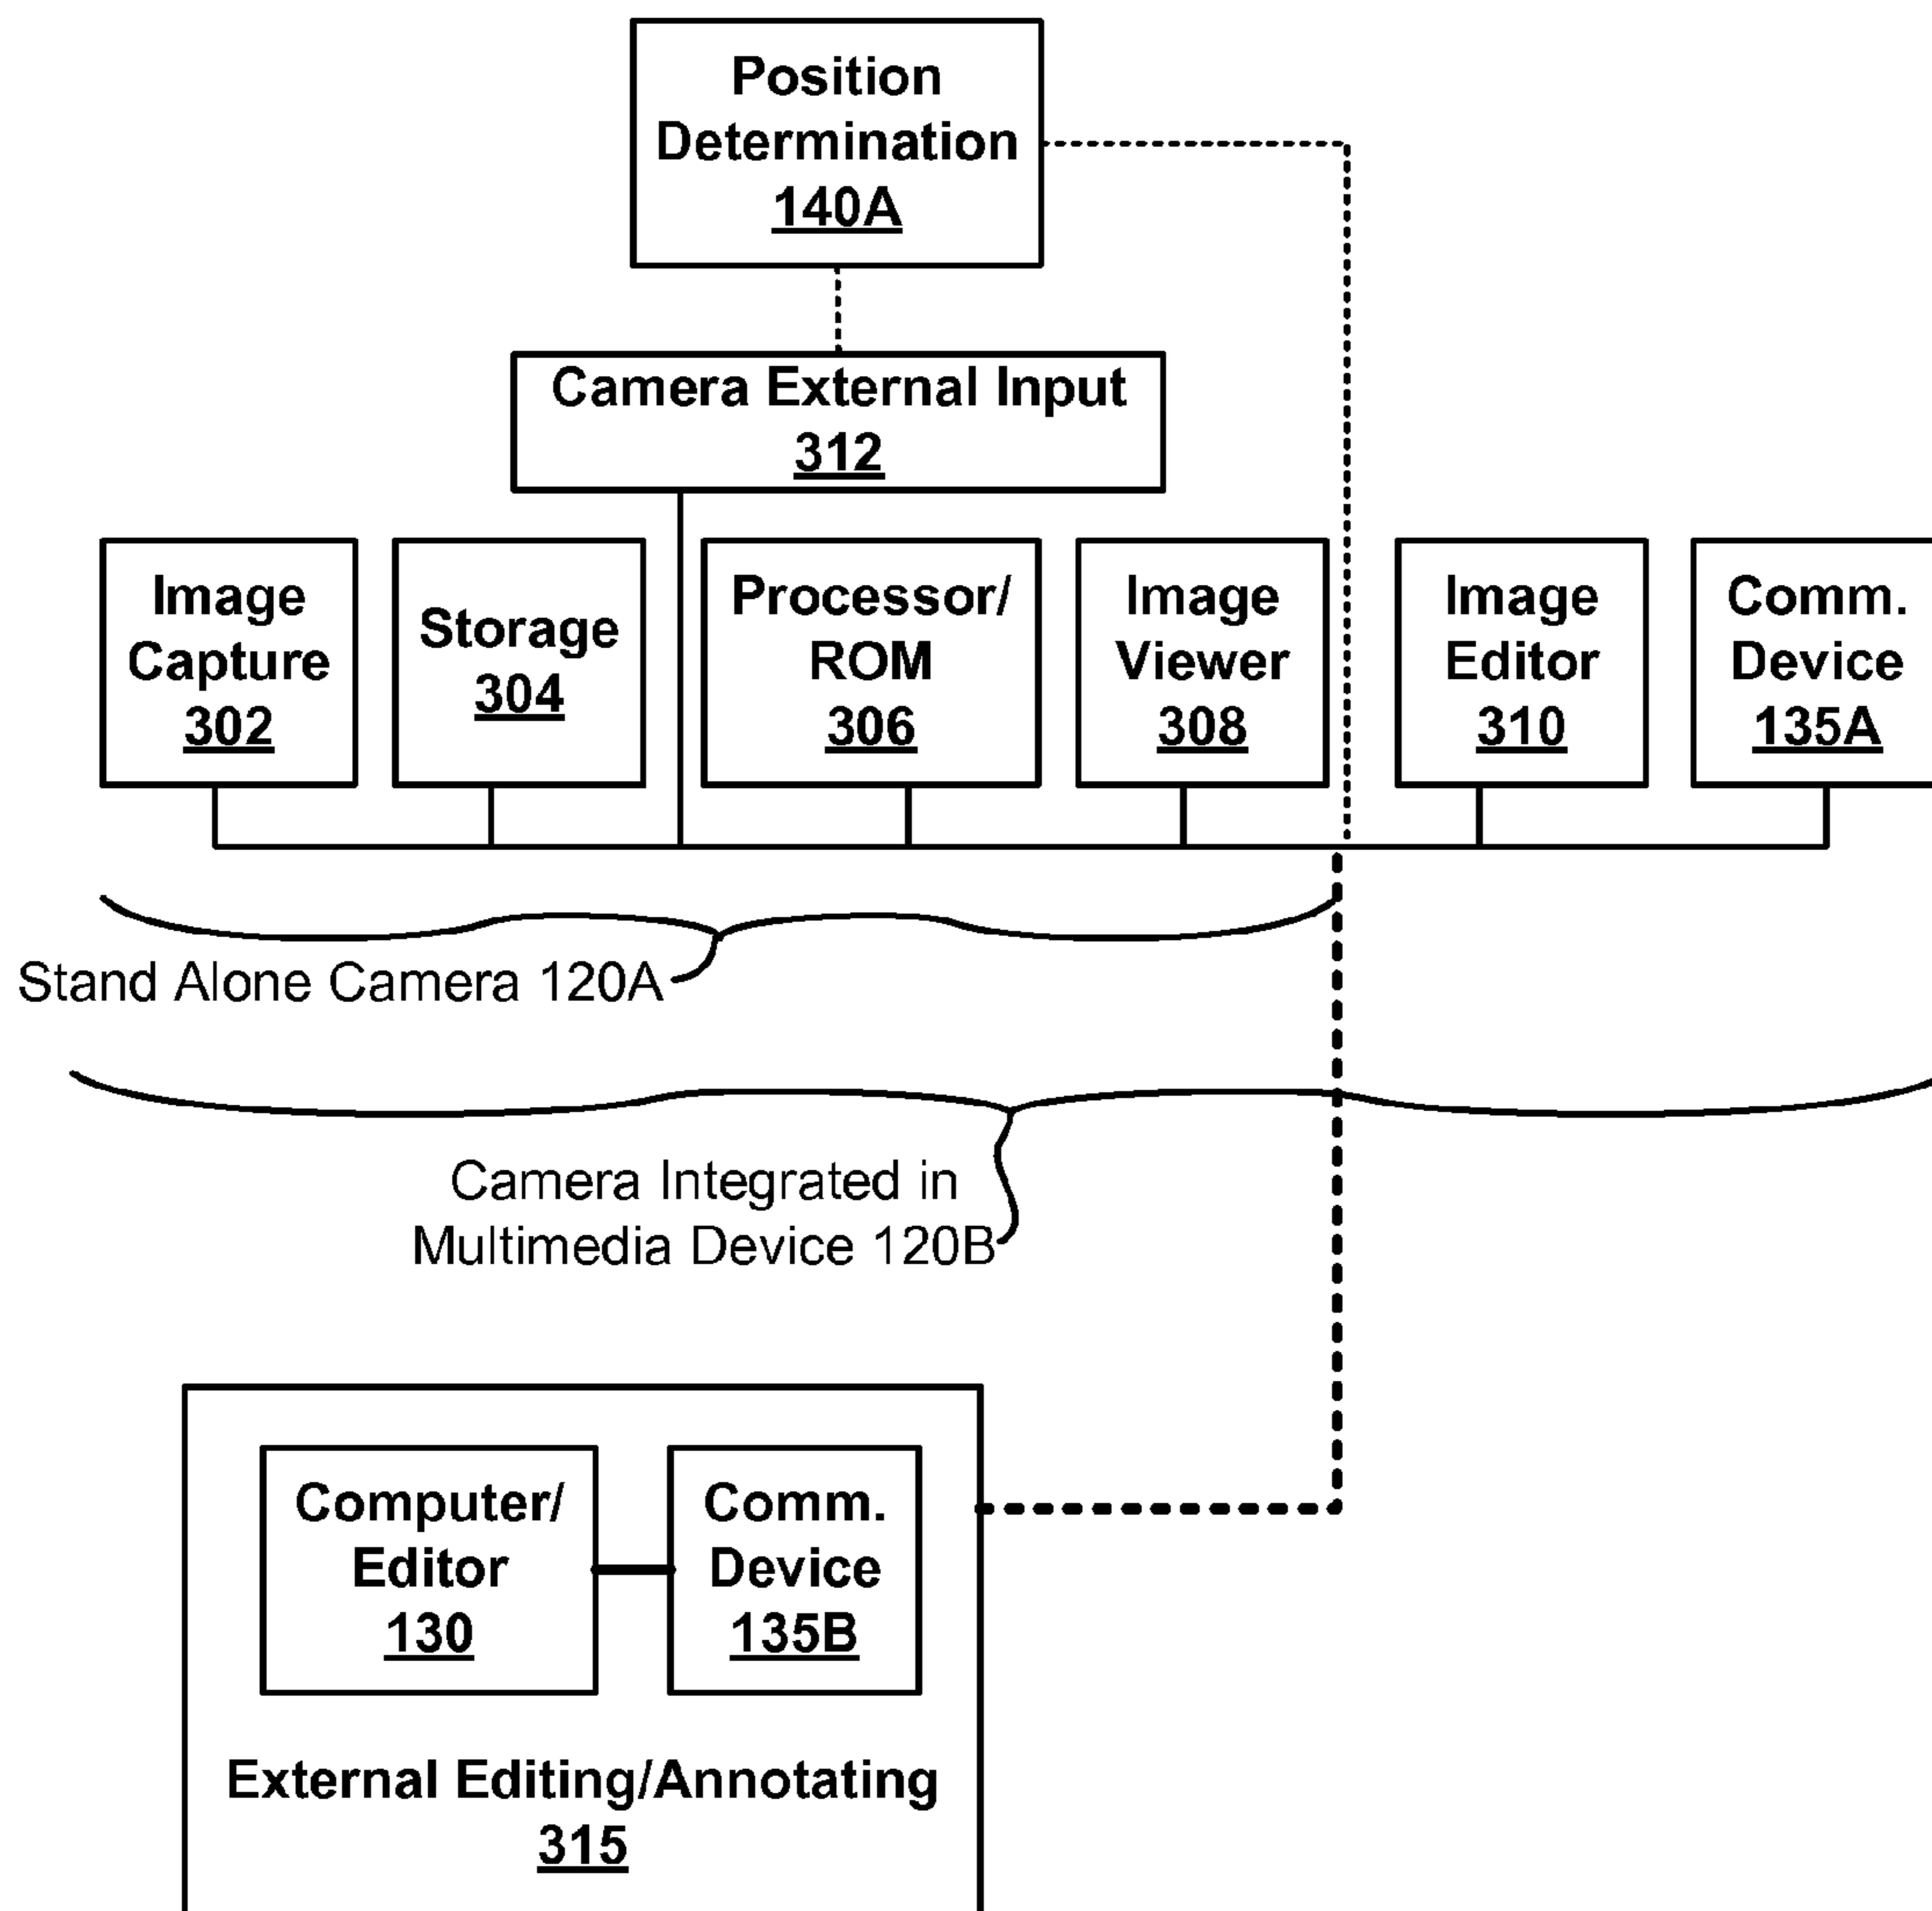 Position
Determination
140A
Camera External Input
312
Image
Capture
302
Storage
304
Processor/
ROM
306
Image
Viewer
308
Image
Editor
310
Comm.
Device
135A
Stand Alone Camera 120A
Camera Integrated in
Multimedia Device 120B
Computer/
Editor
130
Comm.
Device
135B
External Editing/Annotating
315